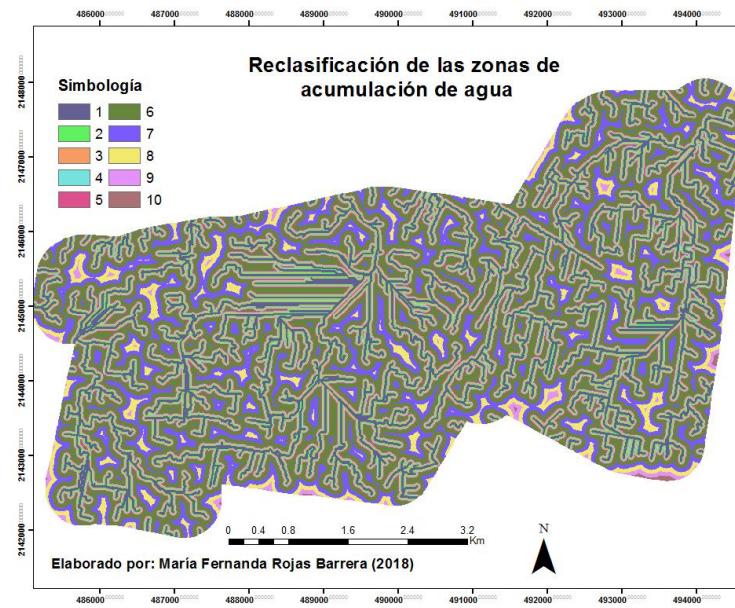 486000 487000 488000 489000 490000 491000 492000 493000 494000
Reclasificación de las zonas de
acumulación de agua
Simbología
1 6
2 7
3 8
4 9
5 10
2148000
2147000
2146000
2145000
2144000
2143000
2142000
0 0.4 0.8 1.6 2.4 3.2
Km
N
Elaborado por: María Fernanda Rojas Barrera (2018)
486000 487000 488000 489000 490000 491000 492000 493000 494000